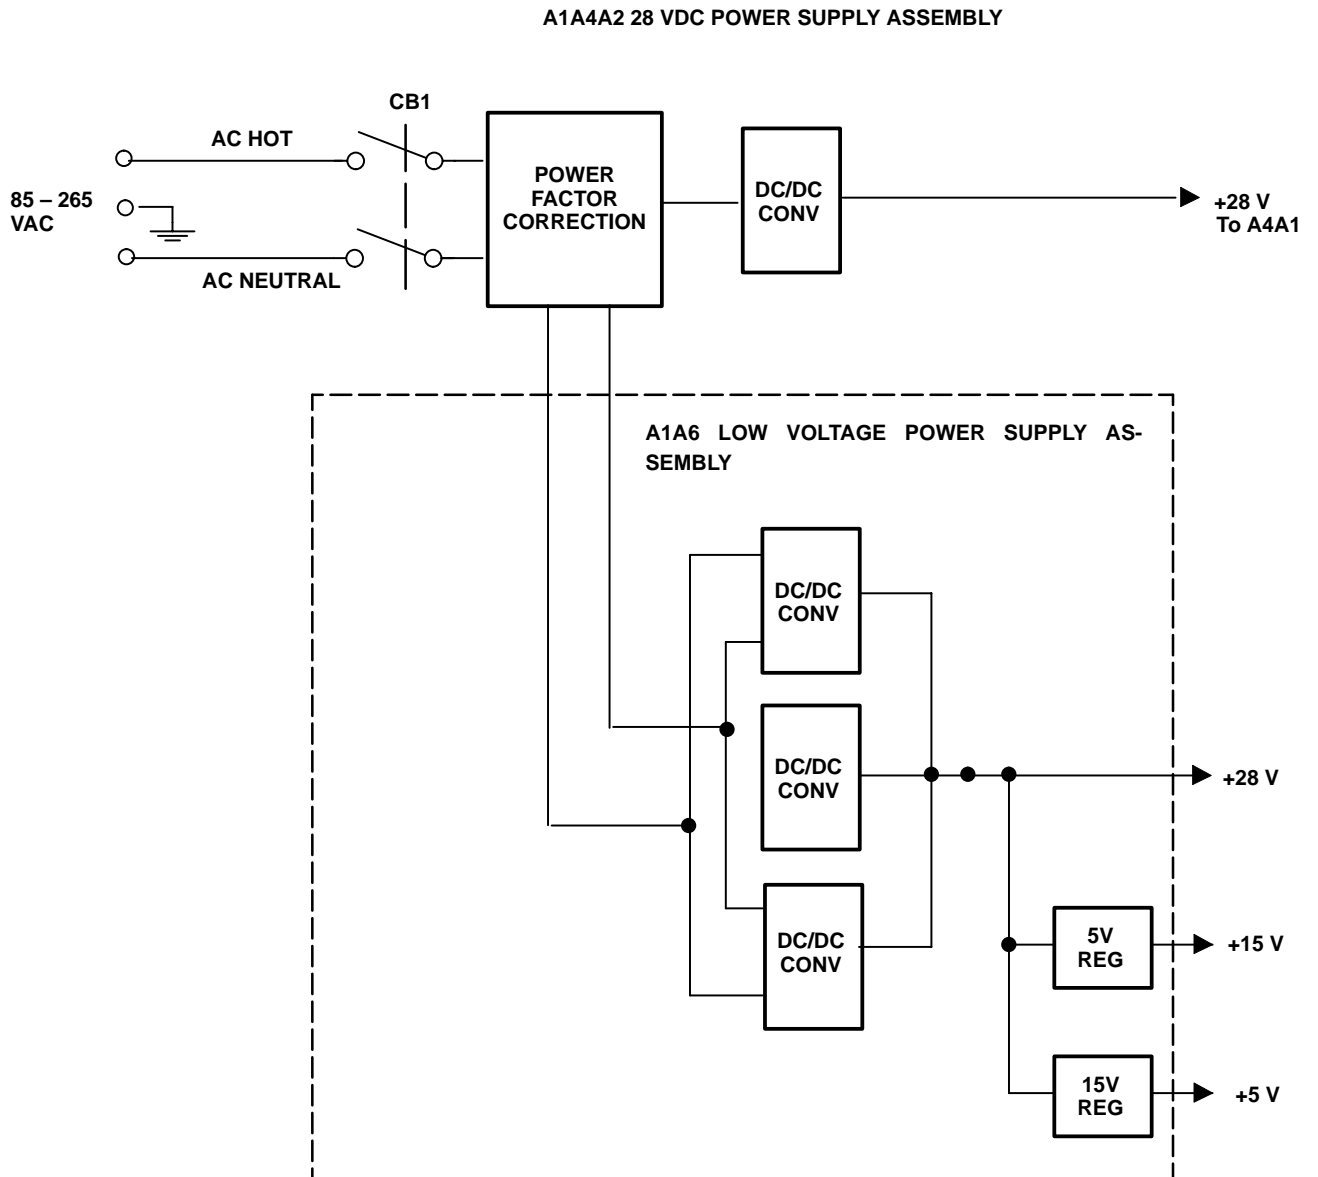 A1A4A2 28 VDC POWER SUPPLY ASSEMBLY
CB1
AC HOT
85 – 265
VAC
AC NEUTRAL
POWER
FACTOR
CORRECTION
DC/DC
CONV
+28 V
To A4A1
A1A6 LOW VOLTAGE POWER SUPPLY AS-
SEMBLY
DC/DC
CONV
DC/DC
CONV
+28 V
DC/DC
CONV
5V
REG
+15 V
15V
REG
+5 V